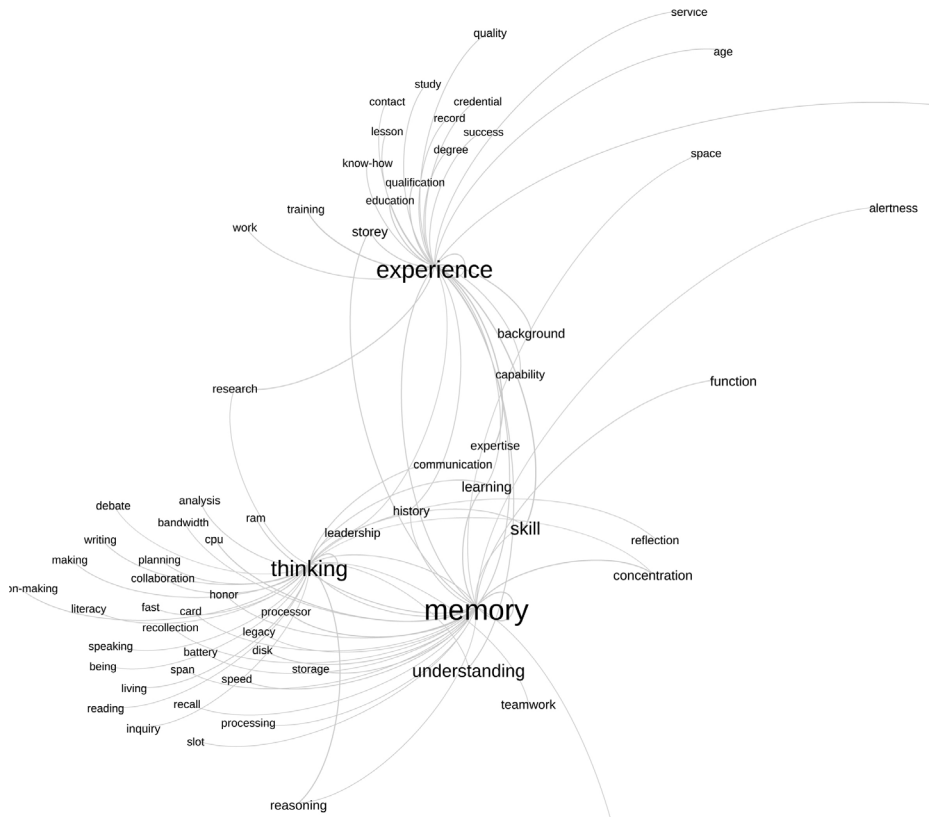 service
quality
age
study
contact
credential
record
lesson
success
degree
space
know-how
qualification
education
alertness
training
work
storey
experience
background
capability
function
research
expertise
communication
learning
analysis
debate
history
ram
bandwidth
skill
leadership
cpu
writing
reflection
making
planning
thinking
concentration
collaboration
on-making
honor
literacy
fast
card
processor
memory
recollection
legacy
speaking
disk
battery
being
span
storage
understanding
speed
living
recall
teamwork
reading
processing
inquiry
slot
reasoning